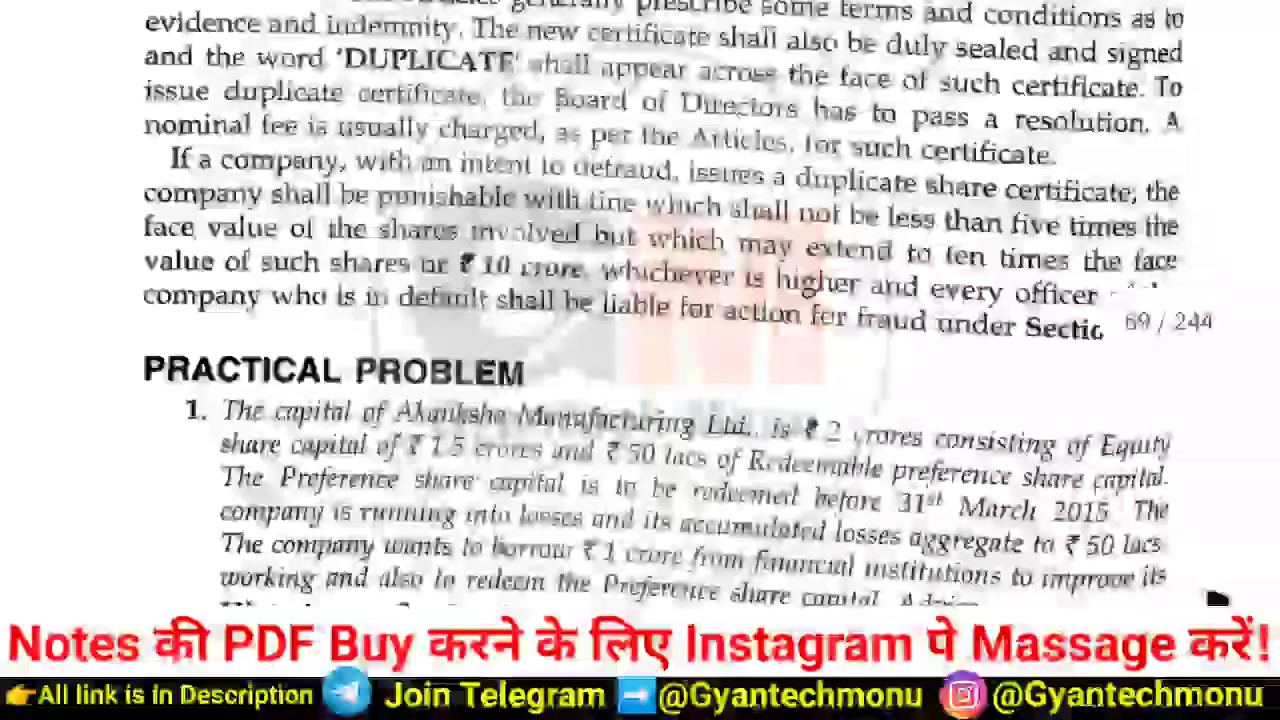 generally prescribe some terms and conditions as to
evidence and indemnity. The new certificate shall also be duly sealed and signed
and the word 'DUPLICATE' shall appear across the face of such certificate. To
issue duplicate certificate, the Board of Directors has to pass a resolution. A
nominal fee is usually charged, as per the Articles, for such certificate.
If a company, with an intent to defraud, issues a duplicate share certificate; the
company shall be punishable with fine which shall not be less than five times the
face value of the shares involved but which may extend to ten times the face
value of such shares or ₹ 10 crore, whichever is higher and every officer
company who is in default shall be liable for action for fraud under Sectic
69 / 244
PRACTICAL PROBLEM
1. The capital of Akanksha Manufacturing Ltd., is ₹ 2 crores consisting of Equity
share capital of ₹ 1.5 crores and ₹ 50 lacs of Redeemable preference share capital.
The Preference share capital is to be redeemed before 31st March 2015. The
company is running into losses and its accumulated losses aggregate to ₹ 50 lacs.
The company wants to borrow ₹ 1 crore from financial institutions to improve its
working and also to redeem the Preference share capital.
Notes की PDF Buy करने के लिए Instagram पे Massage करें!
👉All link is in Description Join Telegram ➡@Gyantechmonu @Gyantechmonu